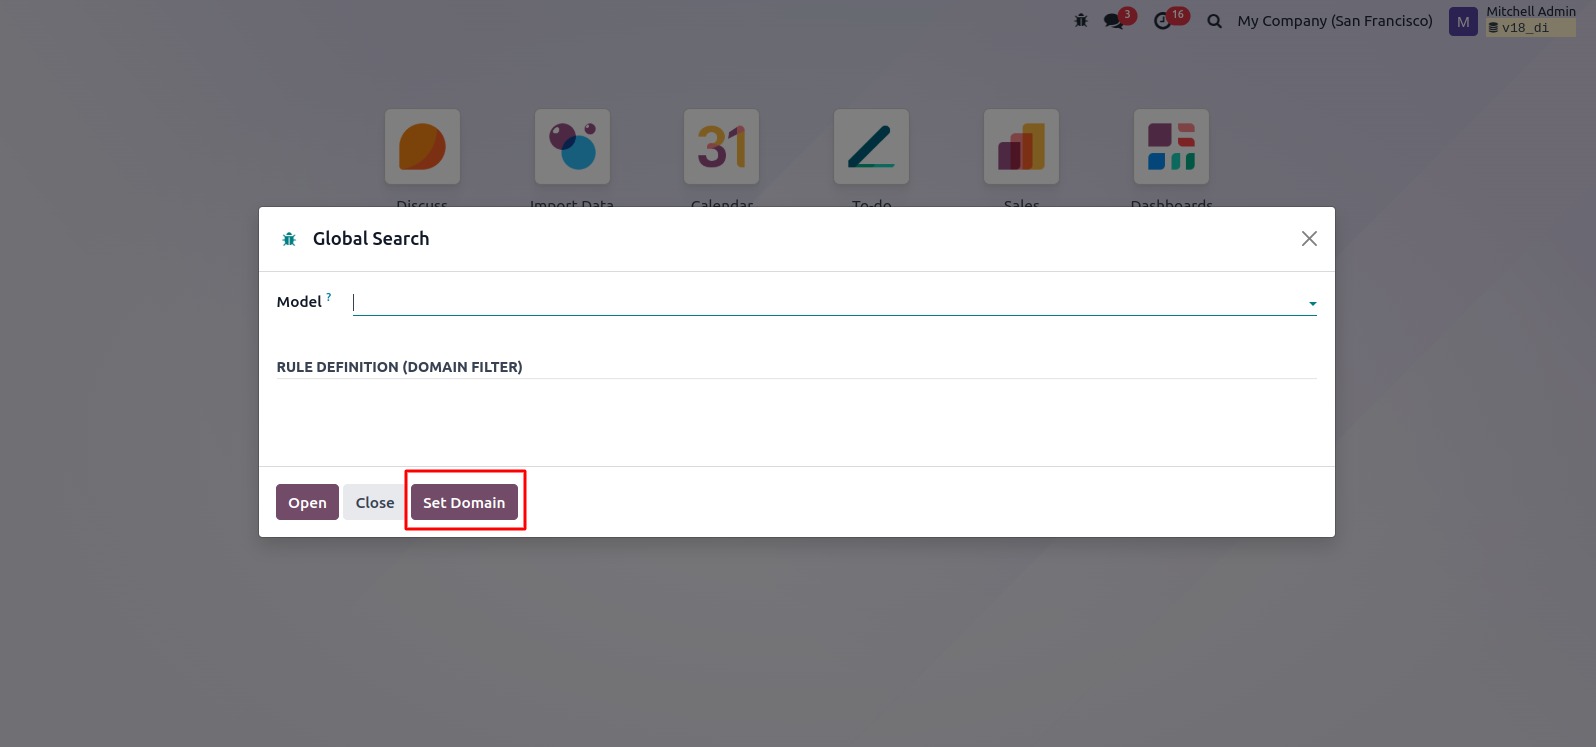 3
16
My Company (San Francisco)
M
Mitchell Admin
v18_di
31
Discuss
Import Data
Calendar
To-do
Sales
Dashboards
Global Search
Model ?
RULE DEFINITION (DOMAIN FILTER)
Open
Close
Set Domain